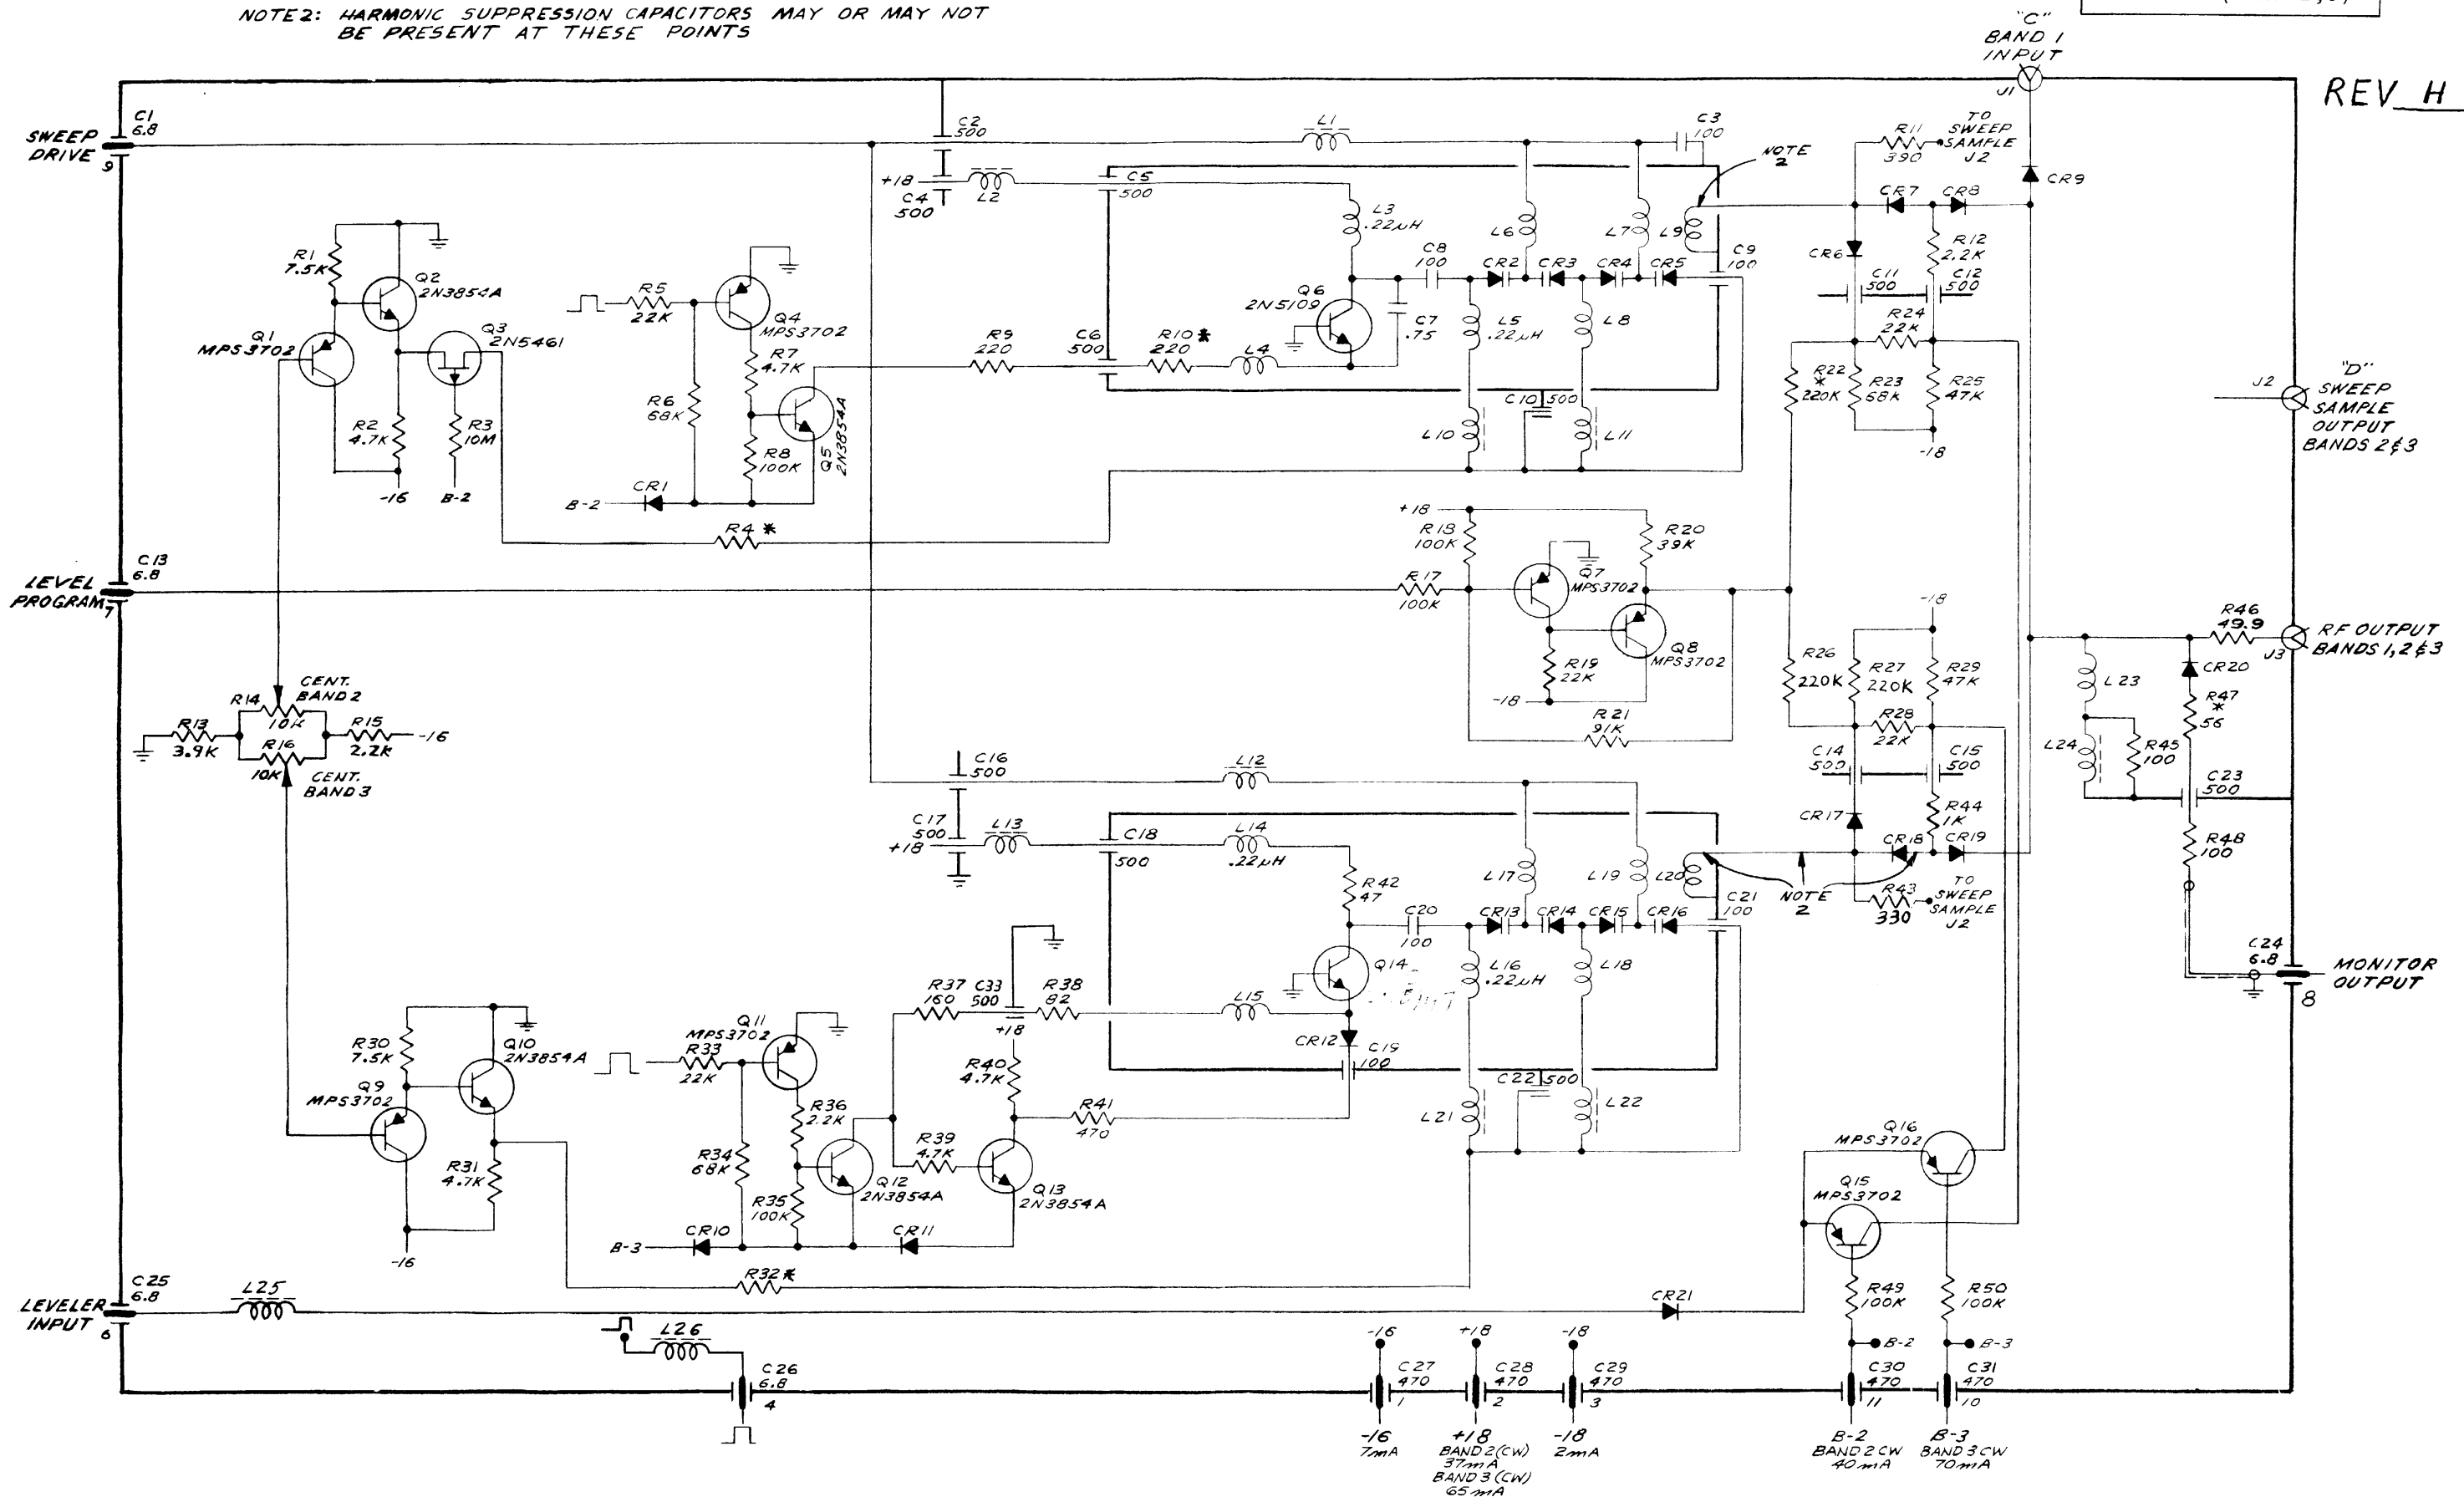 NOTE2: HARMONIC SUPPRESSION CAPACITORS MAY OR MAY NOT
BE PRESENT AT THESE POINTS
"C"
BAND 1
INPUT
J1
REV H
C1
6.8
SWEEP
DRIVE
9
C2
500
L1
C3
100
NOTE
2
R11
390
TO
SWEEP
SAMPLE
J2
CR9
+18
C4
500
L2
C5
500
L3
.22µH
L6
L7
L9
CR7
CR8
CR6
R12
2.2K
C11
500
C12
500
R1
7.5K
Q2
2N3854A
Q1
MPS3702
Q3
2N5461
R2
4.7K
R3
10M
-16
B-2
R5
22K
Q4
MPS3702
R7
4.7K
R6
68K
R8
100K
Q5
2N3854A
CR1
B-2
R4 *
R9
220
C6
500
R10 *
220
L4
Q6
2N5109
C8
100
C7
.75
CR2
CR3
CR4
CR5
C9
100
L5
.22µH
L8
L10
L11
C10
500
R24
22K
R22
*
220K
R23
68K
R25
47K
-18
J2
"D"
SWEEP
SAMPLE
OUTPUT
BANDS 2&3
C13
6.8
LEVEL
PROGRAM
7
+18
R18
100K
R20
39K
R17
100K
Q7
MPS3702
Q8
MPS3702
R19
22K
-18
R21
91K
-18
R26
220K
R27
220K
R29
47K
R28
22K
C14
500
C15
500
R46
49.9
J3
RF OUTPUT
BANDS 1, 2&3
CR20
L23
R47
*
56
L24
R45
100
C23
500
R48
100
CENT.
BAND 2
R14
10K
R13
3.9K
R16
10K
R15
2.2K
-16
CENT.
BAND 3
C16
500
L12
C17
500
+18
L13
C18
500
L14
.22µH
R42
47
L17
L19
L20
CR17
R44
1K
CR18
CR19
NOTE
2
R43
330
TO
SWEEP
SAMPLE
J2
C20
100
CR13
CR14
CR15
CR16
C21
100
Q14
L16
.22µH
L18
C24
6.8
MONITOR
OUTPUT
8
R37
160
C33
500
R38
82
L15
+18
CR12
C19
100
R30
7.5K
Q10
2N3854A
Q9
MPS3702
R31
4.7K
-16
Q11
MPS3702
R33
22K
R36
2.2K
R34
68K
R35
100K
Q12
2N3854A
R39
4.7K
R40
4.7K
Q13
2N3854A
R41
470
L21
C22
500
L22
B-3
CR10
CR11
R32*
Q16
MPS3702
Q15
MPS3702
R49
100K
R50
100K
C25
6.8
LEVELER
INPUT
6
L25
CR21
L26
C26
6.8
4
-16
C27
470
1
-16
7mA
+18
C28
470
2
+18
BAND 2(CW)
37mA
BAND 3 (CW)
65mA
-18
C29
470
3
-18
2mA
B-2
C30
470
11
B-2
BAND 2 CW
40mA
B-3
C31
470
10
B-3
BAND 3 CW
70mA